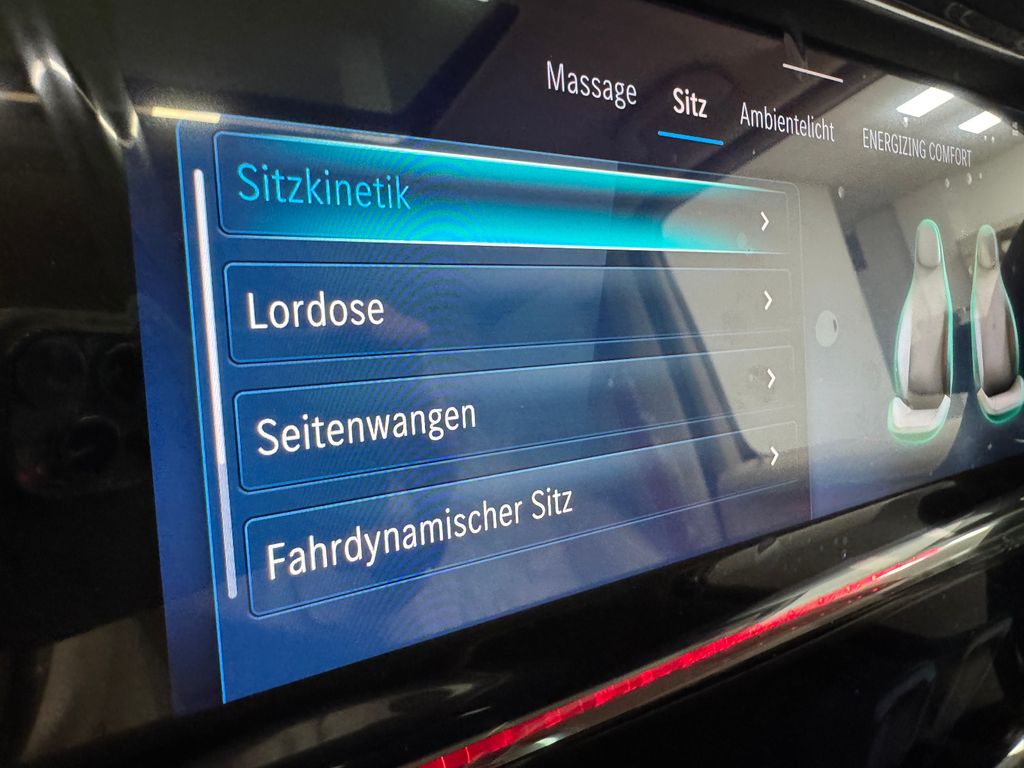 Massage
Sitz
Ambientelicht
ENERGIZING COMFORT
Sitzkinetik
Lordose
Seitenwangen
Fahrdynamischer Sitz